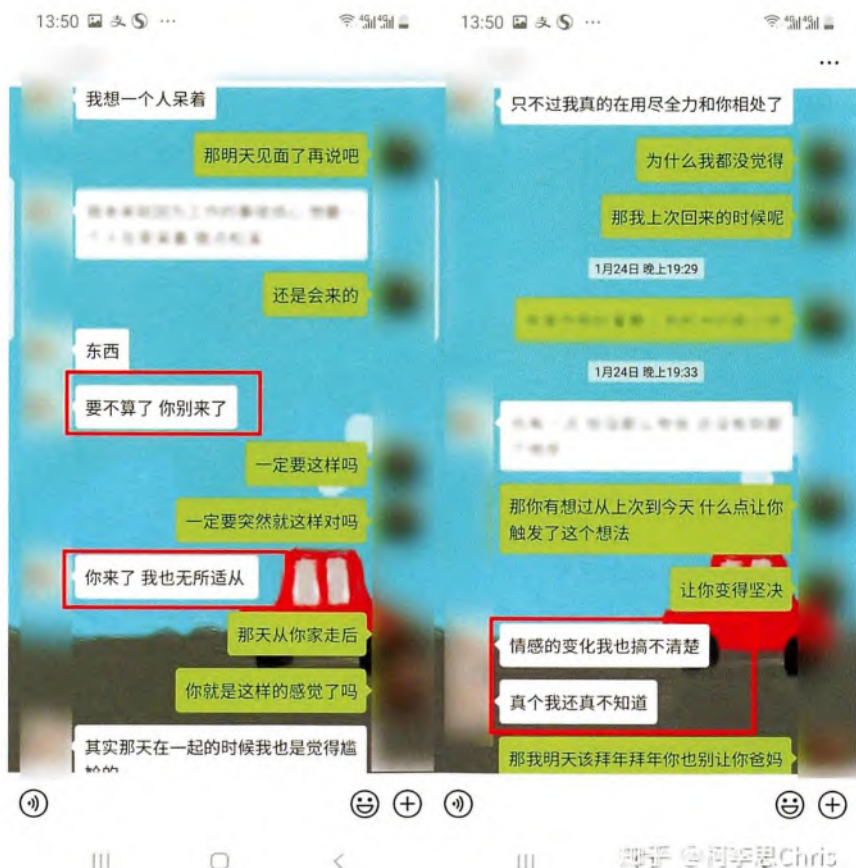 13:50
我想一个人呆着
那明天见面了再说吧
还是会来的
东西
要不算了 你别来了
一定要这样吗
一定要突然就这样对吗
你来了 我也无所适从
那天从你家走后
你就是这样的感觉了吗
其实那天在一起的时候我也是觉得尴
尬的
13:50
只不过我真的在用尽全力和你相处了
为什么我都没觉得
那我上次回来的时候呢
1月24日 晚上19:29
1月24日 晚上19:33
那你有想过从上次到今天 什么点让你
触发了这个想法
让你变得坚决
情感的变化我也搞不清楚
真个我还真不知道
那我明天该拜年拜年你也别让你爸妈
知乎 @河李思Chris